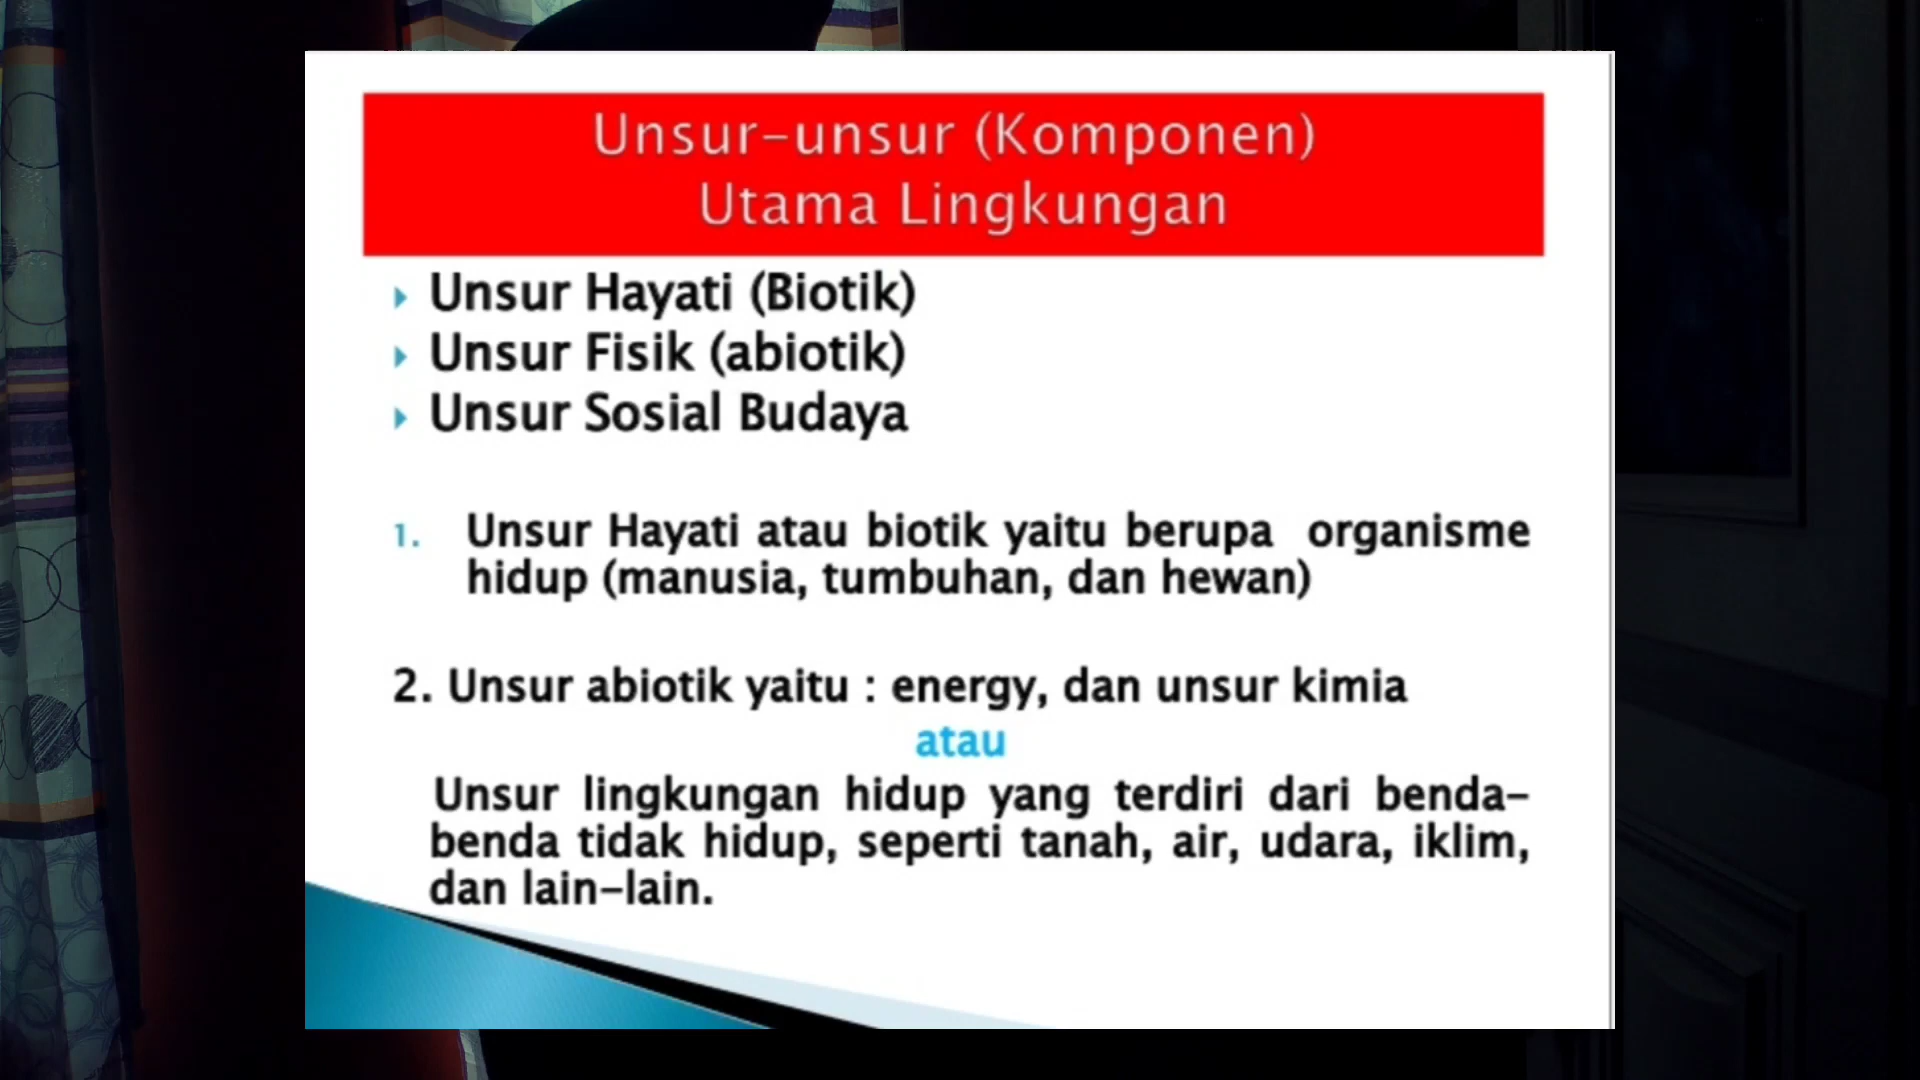 Unsur-unsur (Komponen)
Utama Lingkungan
Unsur Hayati (Biotik)
Unsur Fisik (abiotik)
Unsur Sosial Budaya
1. Unsur Hayati atau biotik yaitu berupa organisme
hidup (manusia, tumbuhan, dan hewan)
2. Unsur abiotik yaitu : energy, dan unsur kimia
atau
Unsur lingkungan hidup yang terdiri dari benda-
benda tidak hidup, seperti tanah, air, udara, iklim,
dan lain-lain.